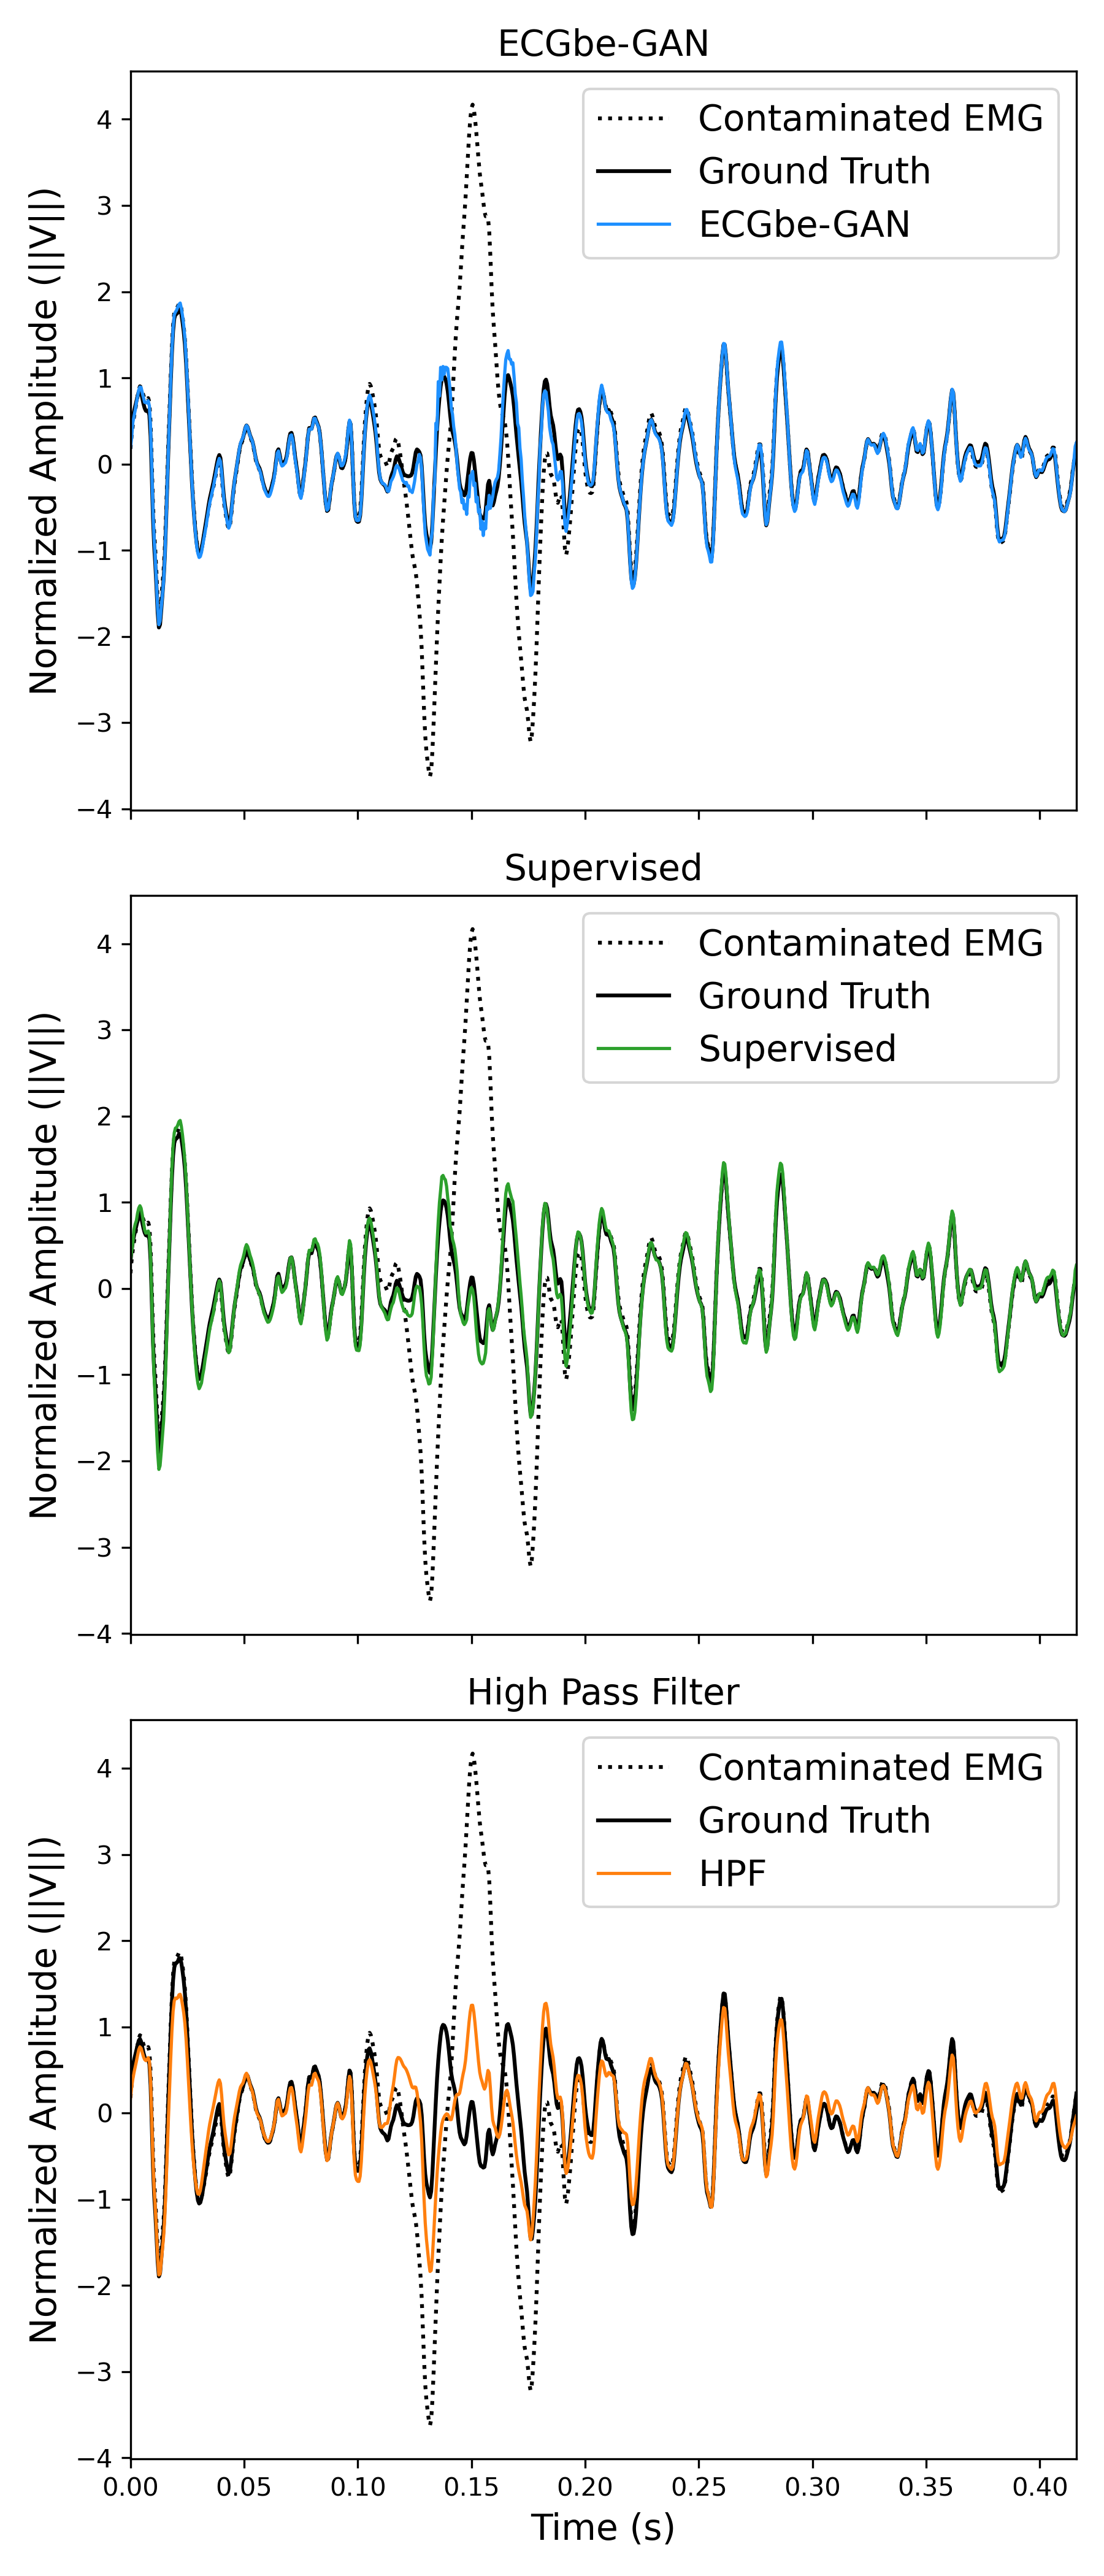 ECGbe-GAN
Normalized Amplitude (||V||)
4
3
2
1
0
−1
−2
−3
−4
Contaminated EMG
Ground Truth
ECGbe-GAN
Supervised
Normalized Amplitude (||V||)
4
3
2
1
0
−1
−2
−3
−4
Contaminated EMG
Ground Truth
Supervised
High Pass Filter
Normalized Amplitude (||V||)
4
3
2
1
0
−1
−2
−3
−4
Contaminated EMG
Ground Truth
HPF
0.00 0.05 0.10 0.15 0.20 0.25 0.30 0.35 0.40
Time (s)